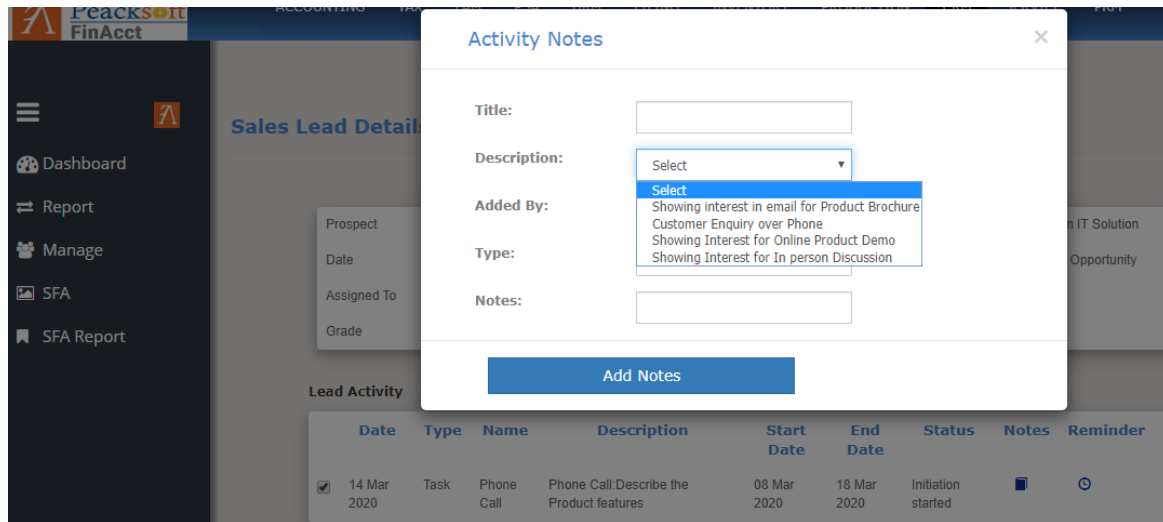 Peacksoft
FinAcct
ACCOUNTING
Activity Notes
×
Sales Lead Details
Dashboard
Report
Manage
SFA
SFA Report
Title:
Description:
Select
Select
Showing interest in email for Product Brochure
Customer Enquiry over Phone
Showing Interest for Online Product Demo
Showing Interest for In person Discussion
Added By:
Type:
Notes:
Add Notes
Prospect
n IT Solution
Date
Opportunity
Assigned To
Grade
Lead Activity
Date Type Name Description Start Date End Date Status Notes Reminder
14 Mar 2020 Task Phone Call Phone Call:Describe the Product features 08 Mar 2020 18 Mar 2020 Initiation started